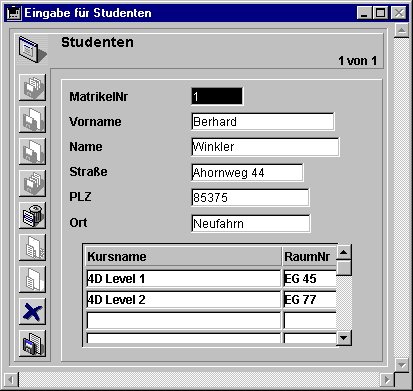 Eingabe für Studenten
Studenten
1 von 1
MatrikelNr 1
Vorname Berhard
Name Winkler
Straße Ahornweg 44
PLZ 85375
Ort Neufahrn
Kursname RaumNr
4D Level 1 EG 45
4D Level 2 EG 77